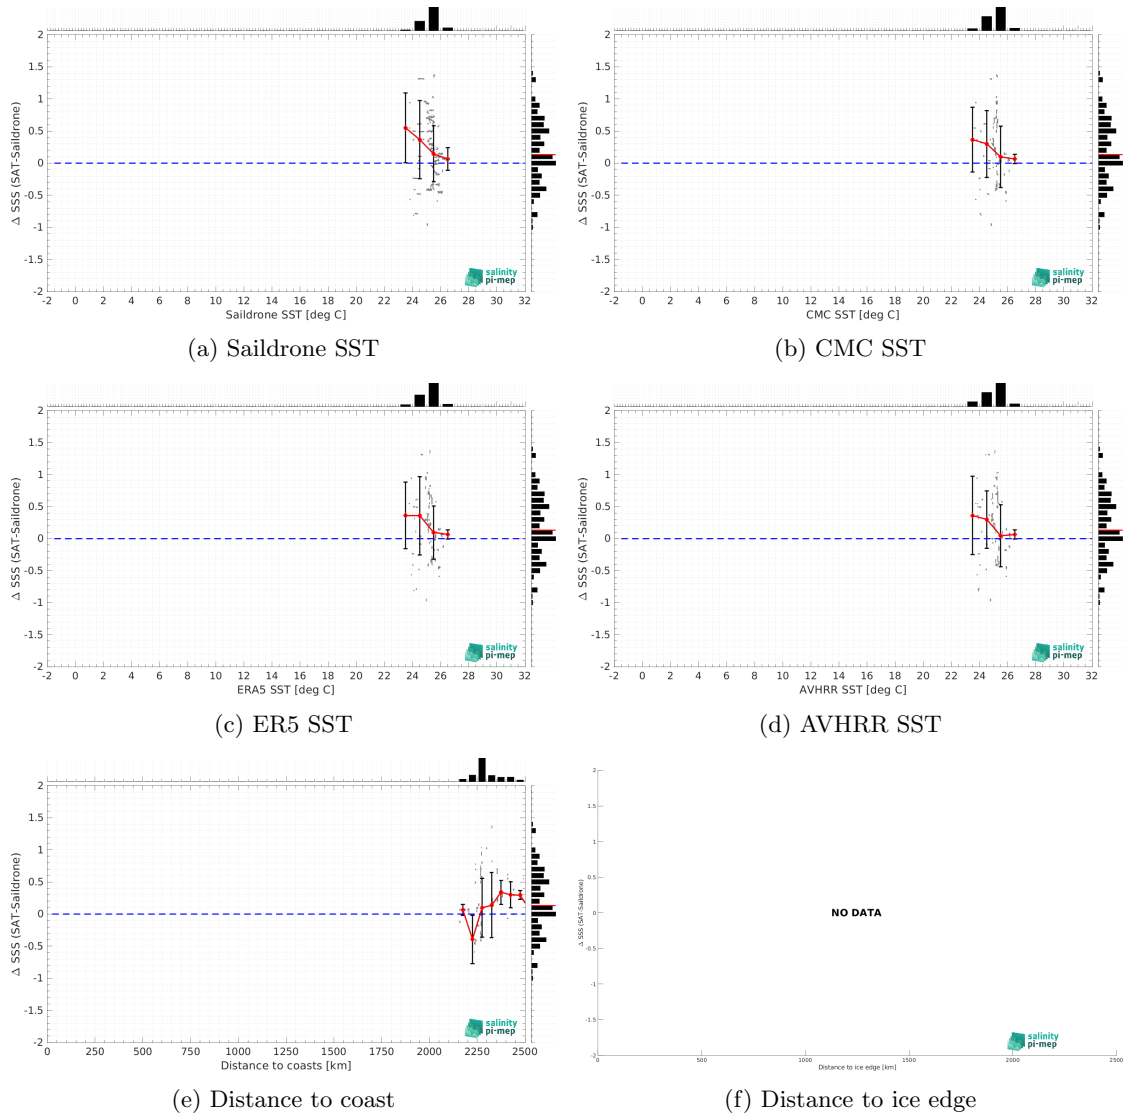 2
1.5
1
0.5
0
-0.5
-1
-1.5
-2
Δ SSS (SAT-Saildrone)
-2 0 2 4 6 8 10 12 14 16 18 20 22 24 26 28 30 32
Saildrone SST [deg C]
salinity
pi-mep
(a) Saildrone SST
2
1.5
1
0.5
0
-0.5
-1
-1.5
-2
Δ SSS (SAT-Saildrone)
-2 0 2 4 6 8 10 12 14 16 18 20 22 24 26 28 30 32
CMC SST [deg C]
salinity
pi-mep
(b) CMC SST
2
1.5
1
0.5
0
-0.5
-1
-1.5
-2
Δ SSS (SAT-Saildrone)
-2 0 2 4 6 8 10 12 14 16 18 20 22 24 26 28 30 32
ERA5 SST [deg C]
salinity
pi-mep
(c) ER5 SST
2
1.5
1
0.5
0
-0.5
-1
-1.5
-2
Δ SSS (SAT-Saildrone)
-2 0 2 4 6 8 10 12 14 16 18 20 22 24 26 28 30 32
AVHRR SST [deg C]
salinity
pi-mep
(d) AVHRR SST
2
1.5
1
0.5
0
-0.5
-1
-1.5
-2
Δ SSS (SAT-Saildrone)
0 250 500 750 1000 1250 1500 1750 2000 2250 2500
Distance to coasts [km]
salinity
pi-mep
(e) Distance to coast
2
1.5
1
0.5
0
-0.5
-1
-1.5
-2
Δ SSS (SAT-Saildrone)
NO DATA
0 500 1000 1500 2000 2500
Distance to ice edge [km]
salinity
pi-mep
(f) Distance to ice edge